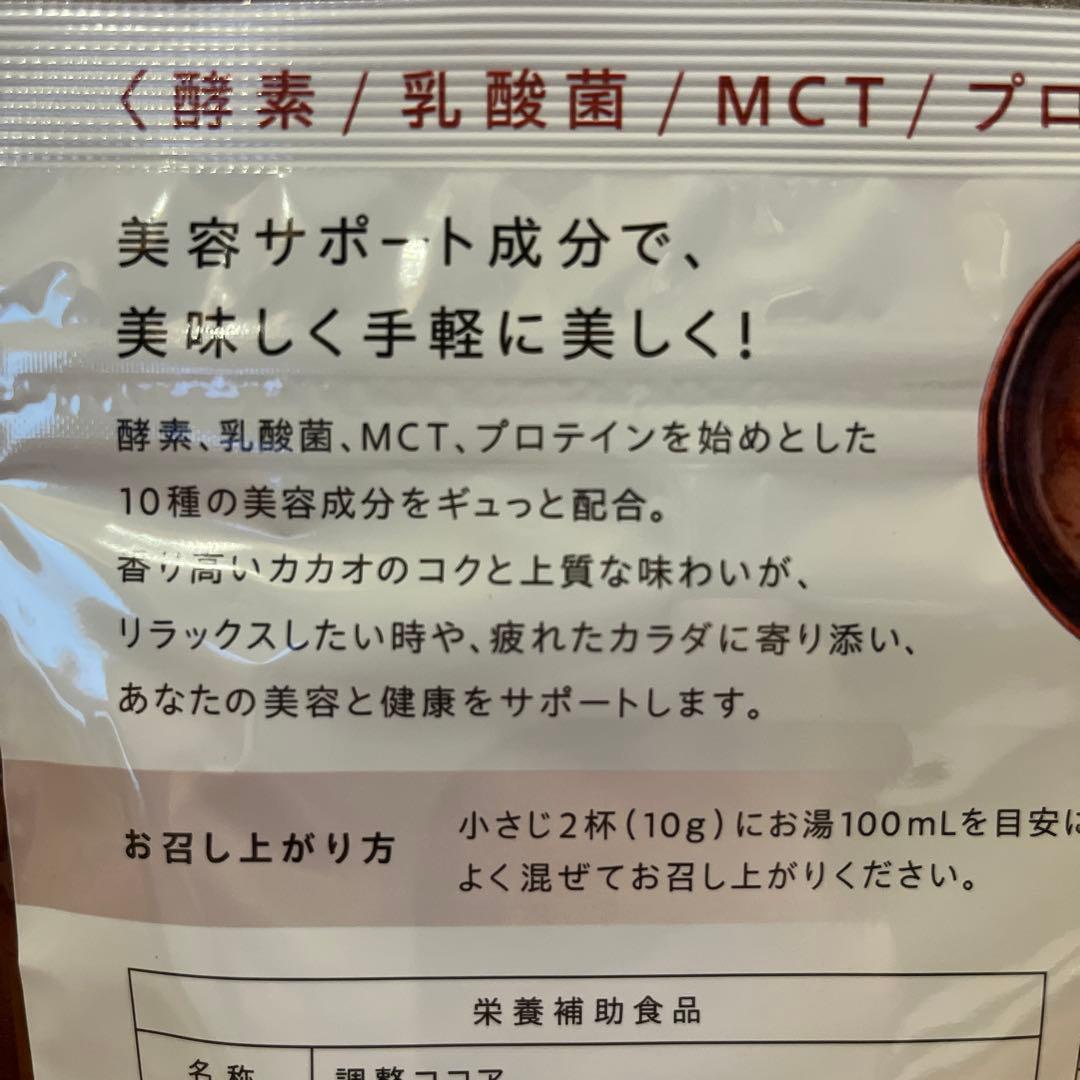 〈酵素/乳酸菌/MCT/プロ
美容サポート成分で、
美味しく手軽に美しく!
酵素、乳酸菌、MCT、プロテインを始めとした
10種の美容成分をギュっと配合。
香り高いカカオのコクと上質な味わいが、
リラックスしたい時や、疲れたカラダに寄り添い、
あなたの美容と健康をサポートします。
お召し上がり方
小さじ2杯(10g)にお湯100mLを目安に
よく混ぜてお召し上がりください。
栄養補助食品
名称
調整ココア